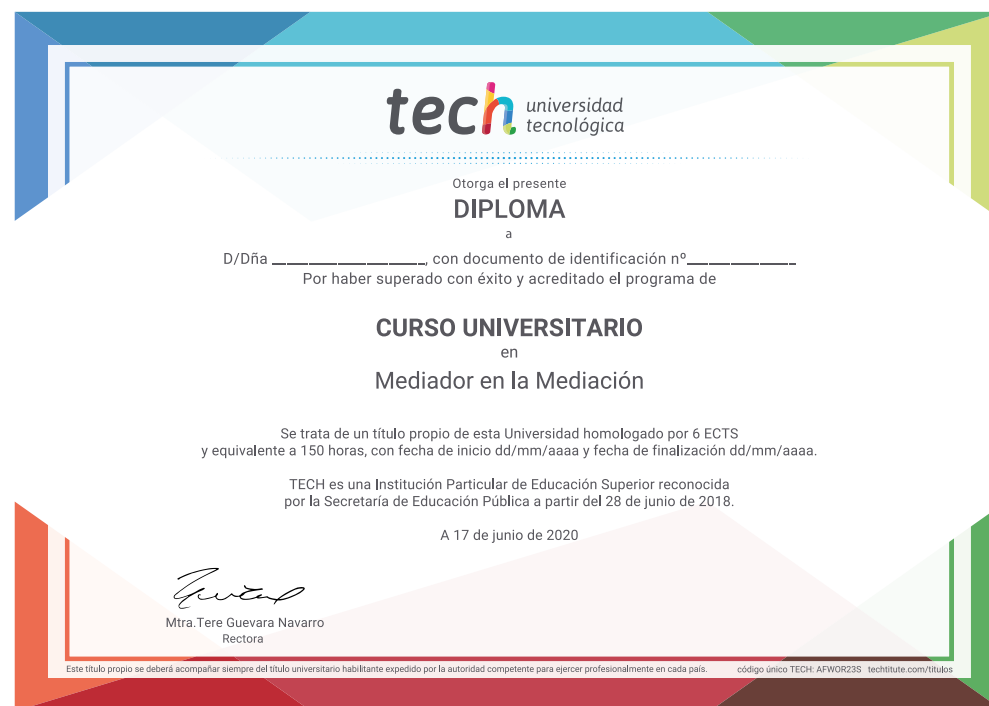 tech universidad
tecnológica
Otorga el presente
DIPLOMA
a
D/Dña ____________________, con documento de identificación nº______________
Por haber superado con éxito y acreditado el programa de
CURSO UNIVERSITARIO
en
Mediador en la Mediación
Se trata de un título propio de esta Universidad homologado por 6 ECTS
y equivalente a 150 horas, con fecha de inicio dd/mm/aaaa y fecha de finalización dd/mm/aaaa.
TECH es una Institución Particular de Educación Superior reconocida
por la Secretaría de Educación Pública a partir del 28 de junio de 2018.
A 17 de junio de 2020
Mtra.Tere Guevara Navarro
Rectora
Este título propio se deberá acompañar siempre del título universitario habilitante expedido por la autoridad competente para ejercer profesionalmente en cada país. código único TECH: AFWOR23S techtitute.com/titulos